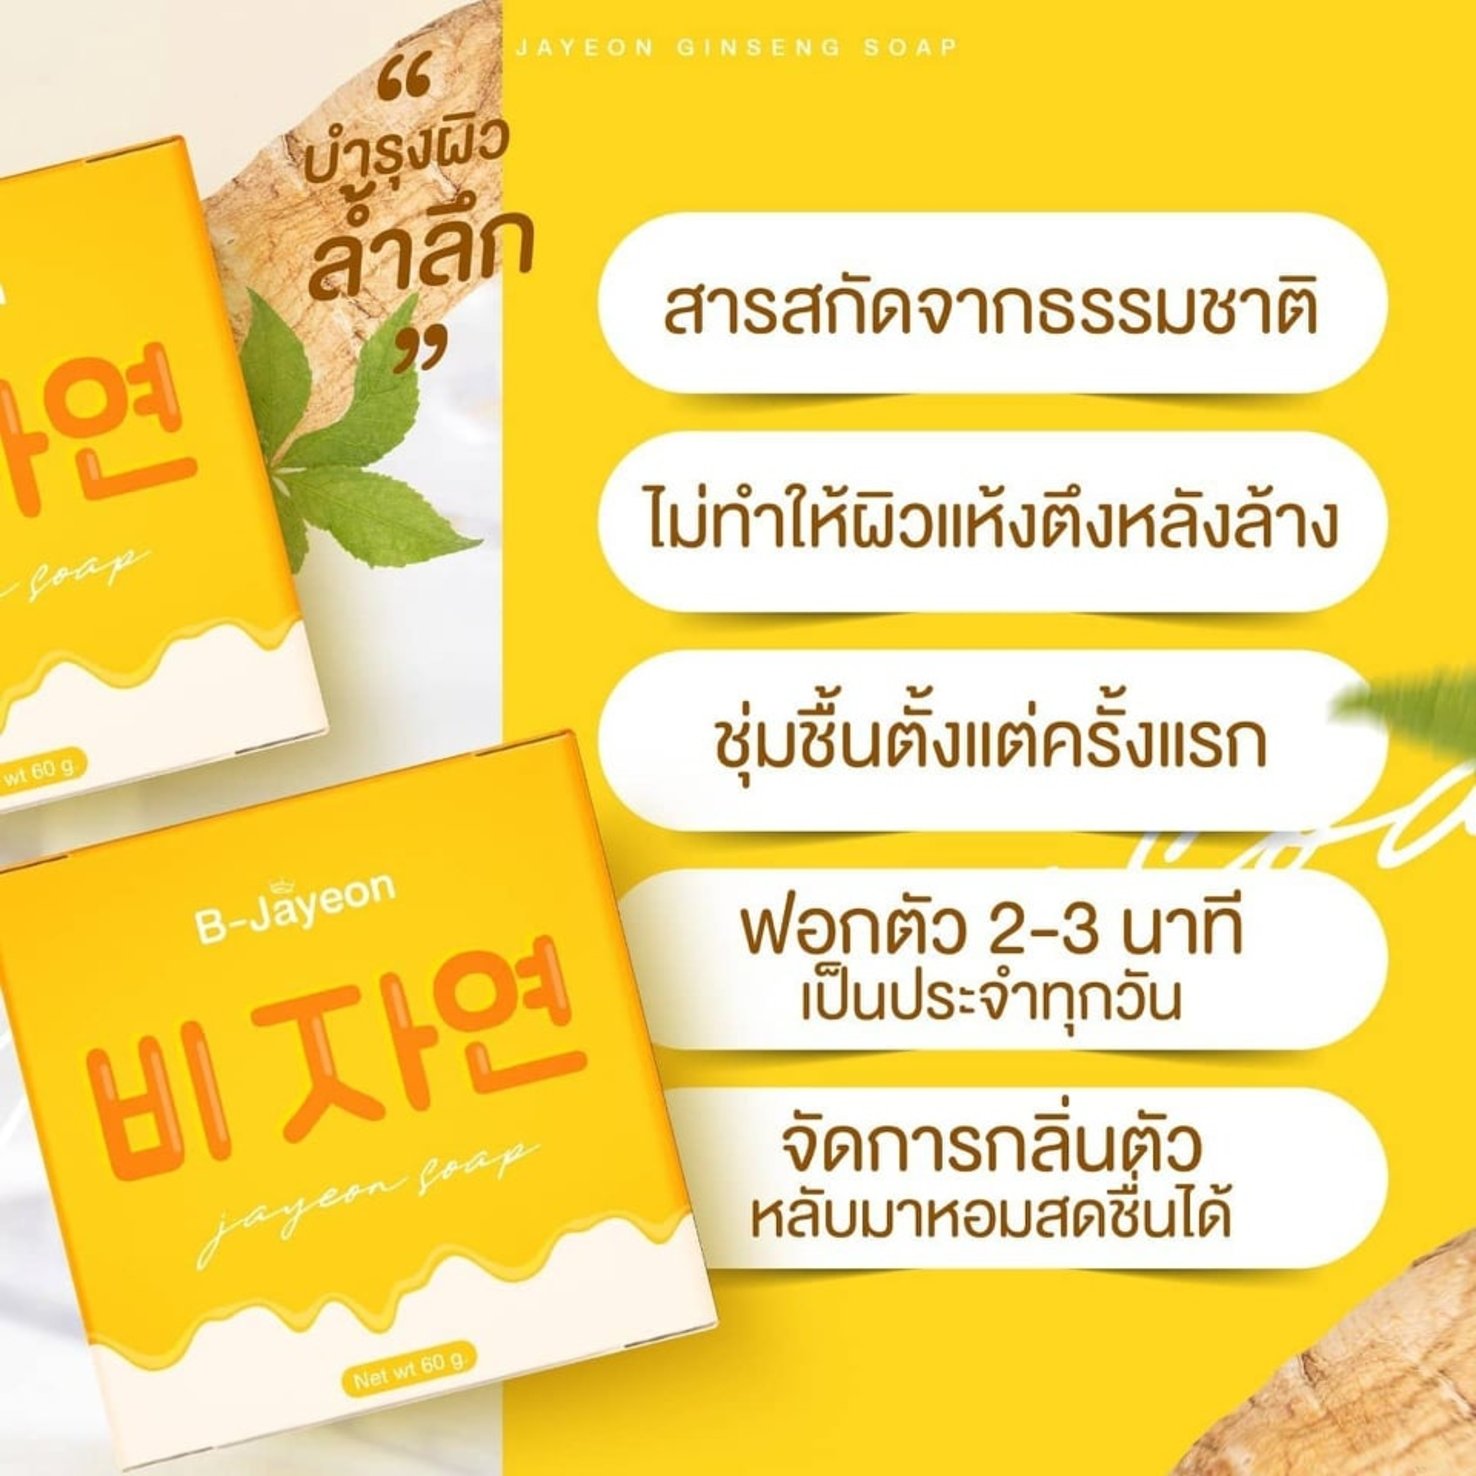 JAYEON GINSENG SOAP
“
บำรุงผิว
ล้ำลึก
”
สารสกัดจากธรรมชาติ
ไม่ทำให้ผิวแห้งตึงหลังล้าง
ชุ่มชื้นตั้งแต่ครั้งแรก
ฟอกตัว 2-3 นาที
เป็นประจำทุกวัน
จัดการกลิ่นตัว
หลับมาหอมสดชื่นได้
연
soap
wt 60 g.
B-Jayeon
비 자연
jayeon soap
Net wt 60 g.